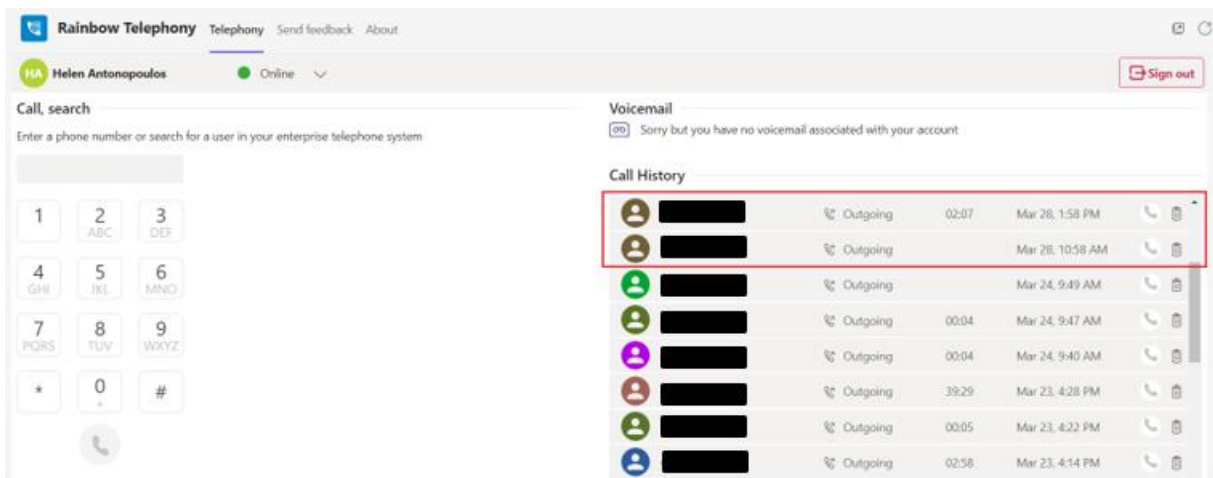 Rainbow Telephony Telephony Send feedback About
HA Helen Antonopoulos Online Sign out
Call, search
Enter a phone number or search for a user in your enterprise telephone system
1 2 3
ABC DEF
4 5 6
GHI JKL MNO
7 8 9
PQRS TUV WXYZ
* 0 #
+
Voicemail
Sorry but you have no voicemail associated with your account
Call History
Outgoing 02:07 Mar 28, 1:58 PM
Outgoing Mar 28, 10:58 AM
Outgoing Mar 24, 9:49 AM
Outgoing 00:04 Mar 24, 9:47 AM
Outgoing 00:04 Mar 24, 9:40 AM
Outgoing 39:29 Mar 23, 4:28 PM
Outgoing 00:05 Mar 23, 4:22 PM
Outgoing 02:58 Mar 23, 4:14 PM